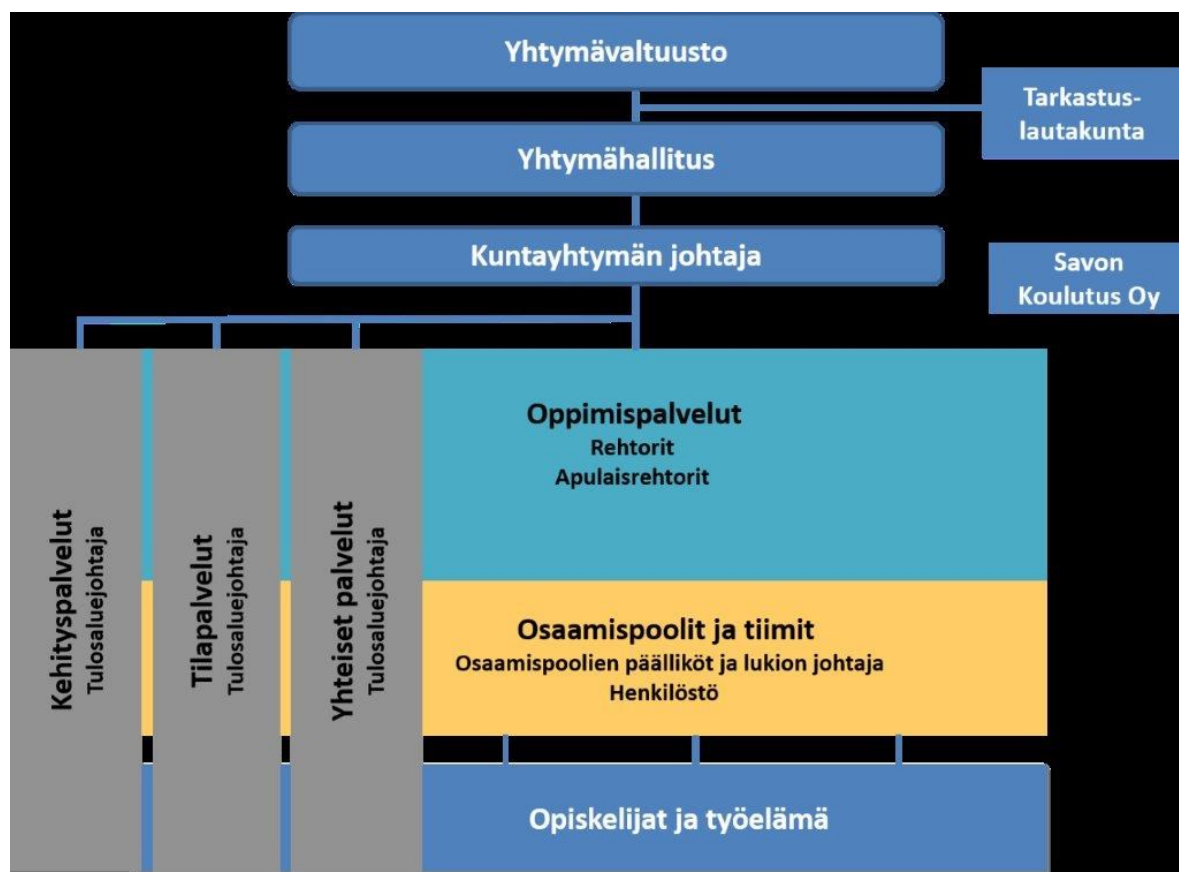 Yhtymävaltuusto
Tarkastus-
lautakunta
Yhtymähallitus
Kuntayhtymän johtaja
Savon
Koulutus Oy
Kehityspalvelut
Tulosaluejohtaja
Tilapalvelut
Tulosaluejohtaja
Yhteiset palvelut
Tulosaluejohtaja
Oppimispalvelut
Rehtorit
Apulaisrehtorit
Osaamispoolit ja tiimit
Osaamispoolien päälliköt ja lukion johtaja
Henkilöstö
Opiskelijat ja työelämä